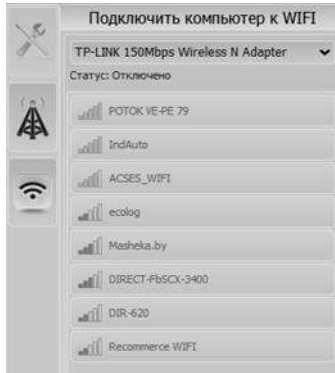 Подключить компьютер к WIFI
TP-LINK 150Mbps Wireless N Adapter
Статус: Отключено
POTOK VE-PE 79
IndAuto
ACSES_WIFI
ecolog
Masheka.by
DIRECT-FbSCX-3400
DIR-620
Recommerce WIFI